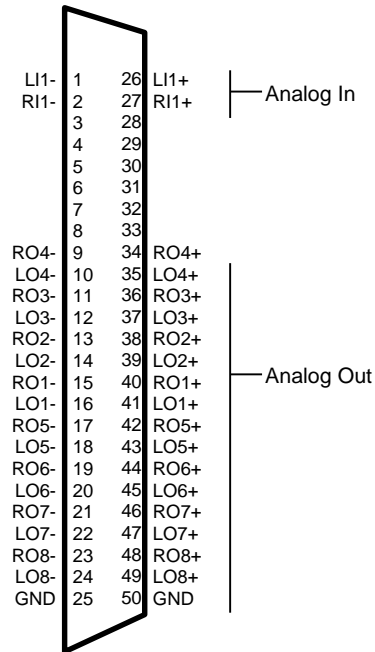 LI1- 1 26 LI1+
RI1- 2 27 RI1+
Analog In
3 28
4 29
5 30
6 31
7 32
8 33
RO4- 9 34 RO4+
LO4- 10 35 LO4+
RO3- 11 36 RO3+
LO3- 12 37 LO3+
RO2- 13 38 RO2+
LO2- 14 39 LO2+
RO1- 15 40 RO1+
Analog Out
LO1- 16 41 LO1+
RO5- 17 42 RO5+
LO5- 18 43 LO5+
RO6- 19 44 RO6+
LO6- 20 45 LO6+
RO7- 21 46 RO7+
LO7- 22 47 LO7+
RO8- 23 48 RO8+
LO8- 24 49 LO8+
GND 25 50 GND